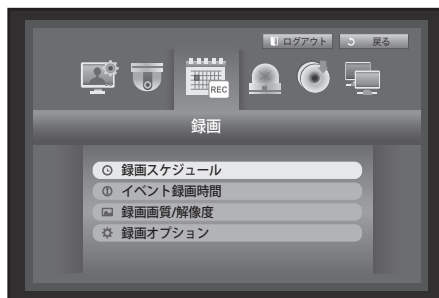 ログアウト 戻る
REC
録画
録画スケジュール
イベント録画時間
録画画質/解像度
録画オプション